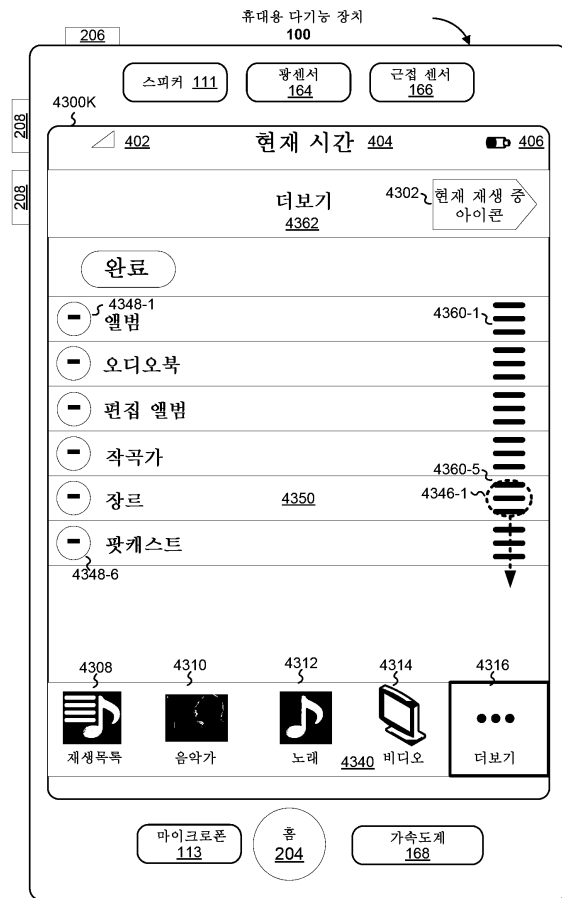 휴대용 다기능 장치
100
206
스피커 111
광센서
164
근접 센서
166
4300K
208
208
402
현재 시간 404
406
더보기
4362
4302
현재 재생 중
아이콘
완료
4348-1
앨범
4360-1
오디오북
편집 앨범
작곡가
4360-5
장르
4350
4346-1
팟캐스트
4348-6
4308
4310
4312
4314
4316
재생목록
음악가
노래
4340
비디오
더보기
마이크로폰
113
홈
204
가속도계
168